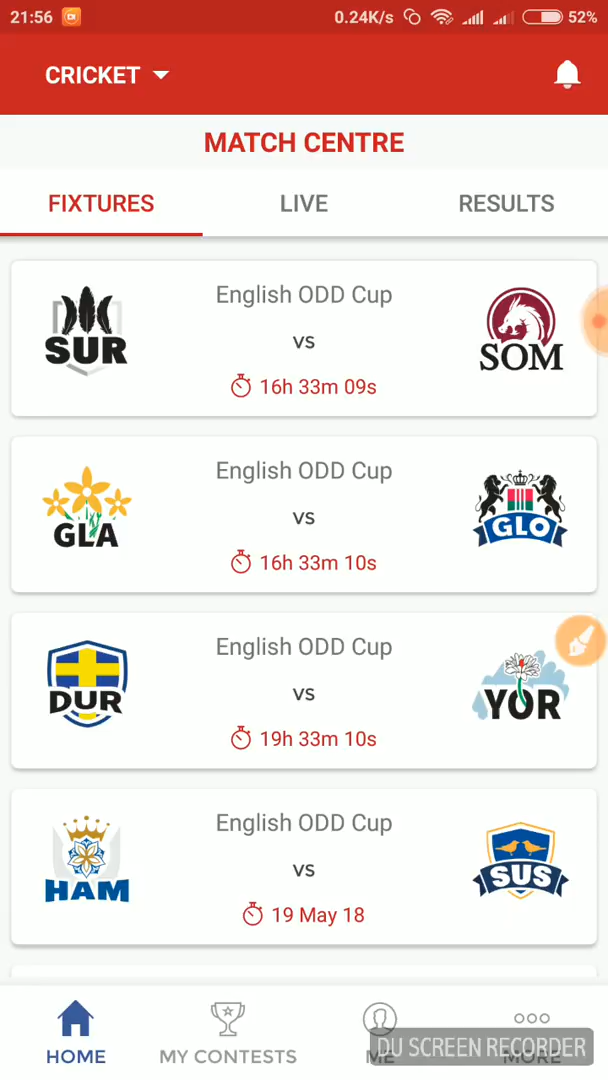 21:56 0.24K/s 52%
CRICKET
MATCH CENTRE
FIXTURES LIVE RESULTS
English ODD Cup
SUR vs SOM
16h 33m 09s
English ODD Cup
GLA vs GLO
16h 33m 10s
English ODD Cup
DUR vs YOR
19h 33m 10s
English ODD Cup
HAM vs SUS
19 May 18
HOME MY CONTESTS ME MORE
DU SCREEN RECORDER